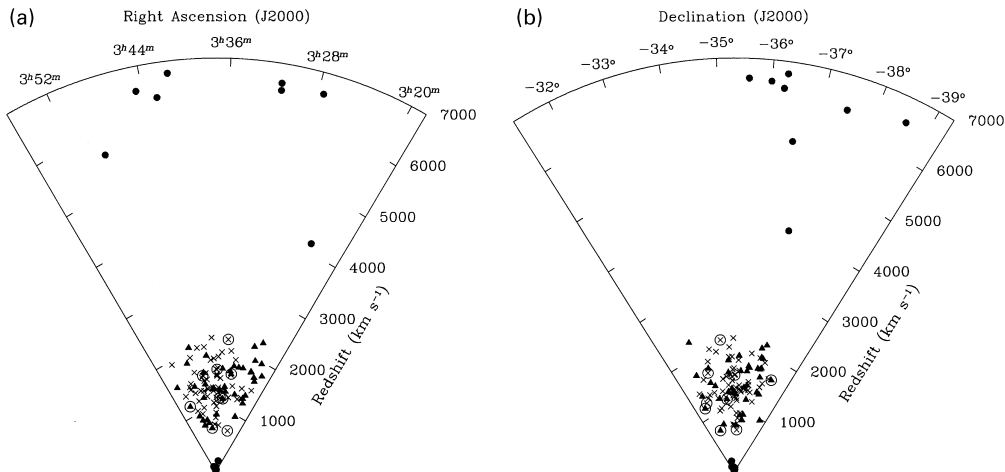 (a)
Right Ascension (J2000)
3ʰ52ᵐ
3ʰ44ᵐ
3ʰ36ᵐ
3ʰ28ᵐ
3ʰ20ᵐ
7000
6000
5000
4000
3000
2000
1000
Redshift (km s⁻¹)
(b)
Declination (J2000)
−32°
−33°
−34°
−35°
−36°
−37°
−38°
−39°
7000
6000
5000
4000
3000
2000
1000
Redshift (km s⁻¹)